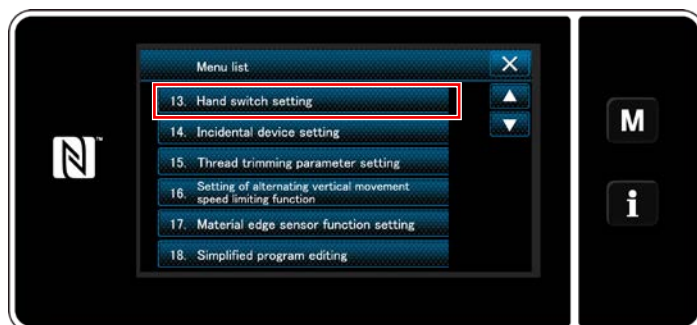 Menu list
13. Hand switch setting
14. Incidental device setting
15. Thread trimming parameter setting
16. Setting of alternating vertical movement
speed limiting function
17. Material edge sensor function setting
18. Simplified program editing
M
i
N